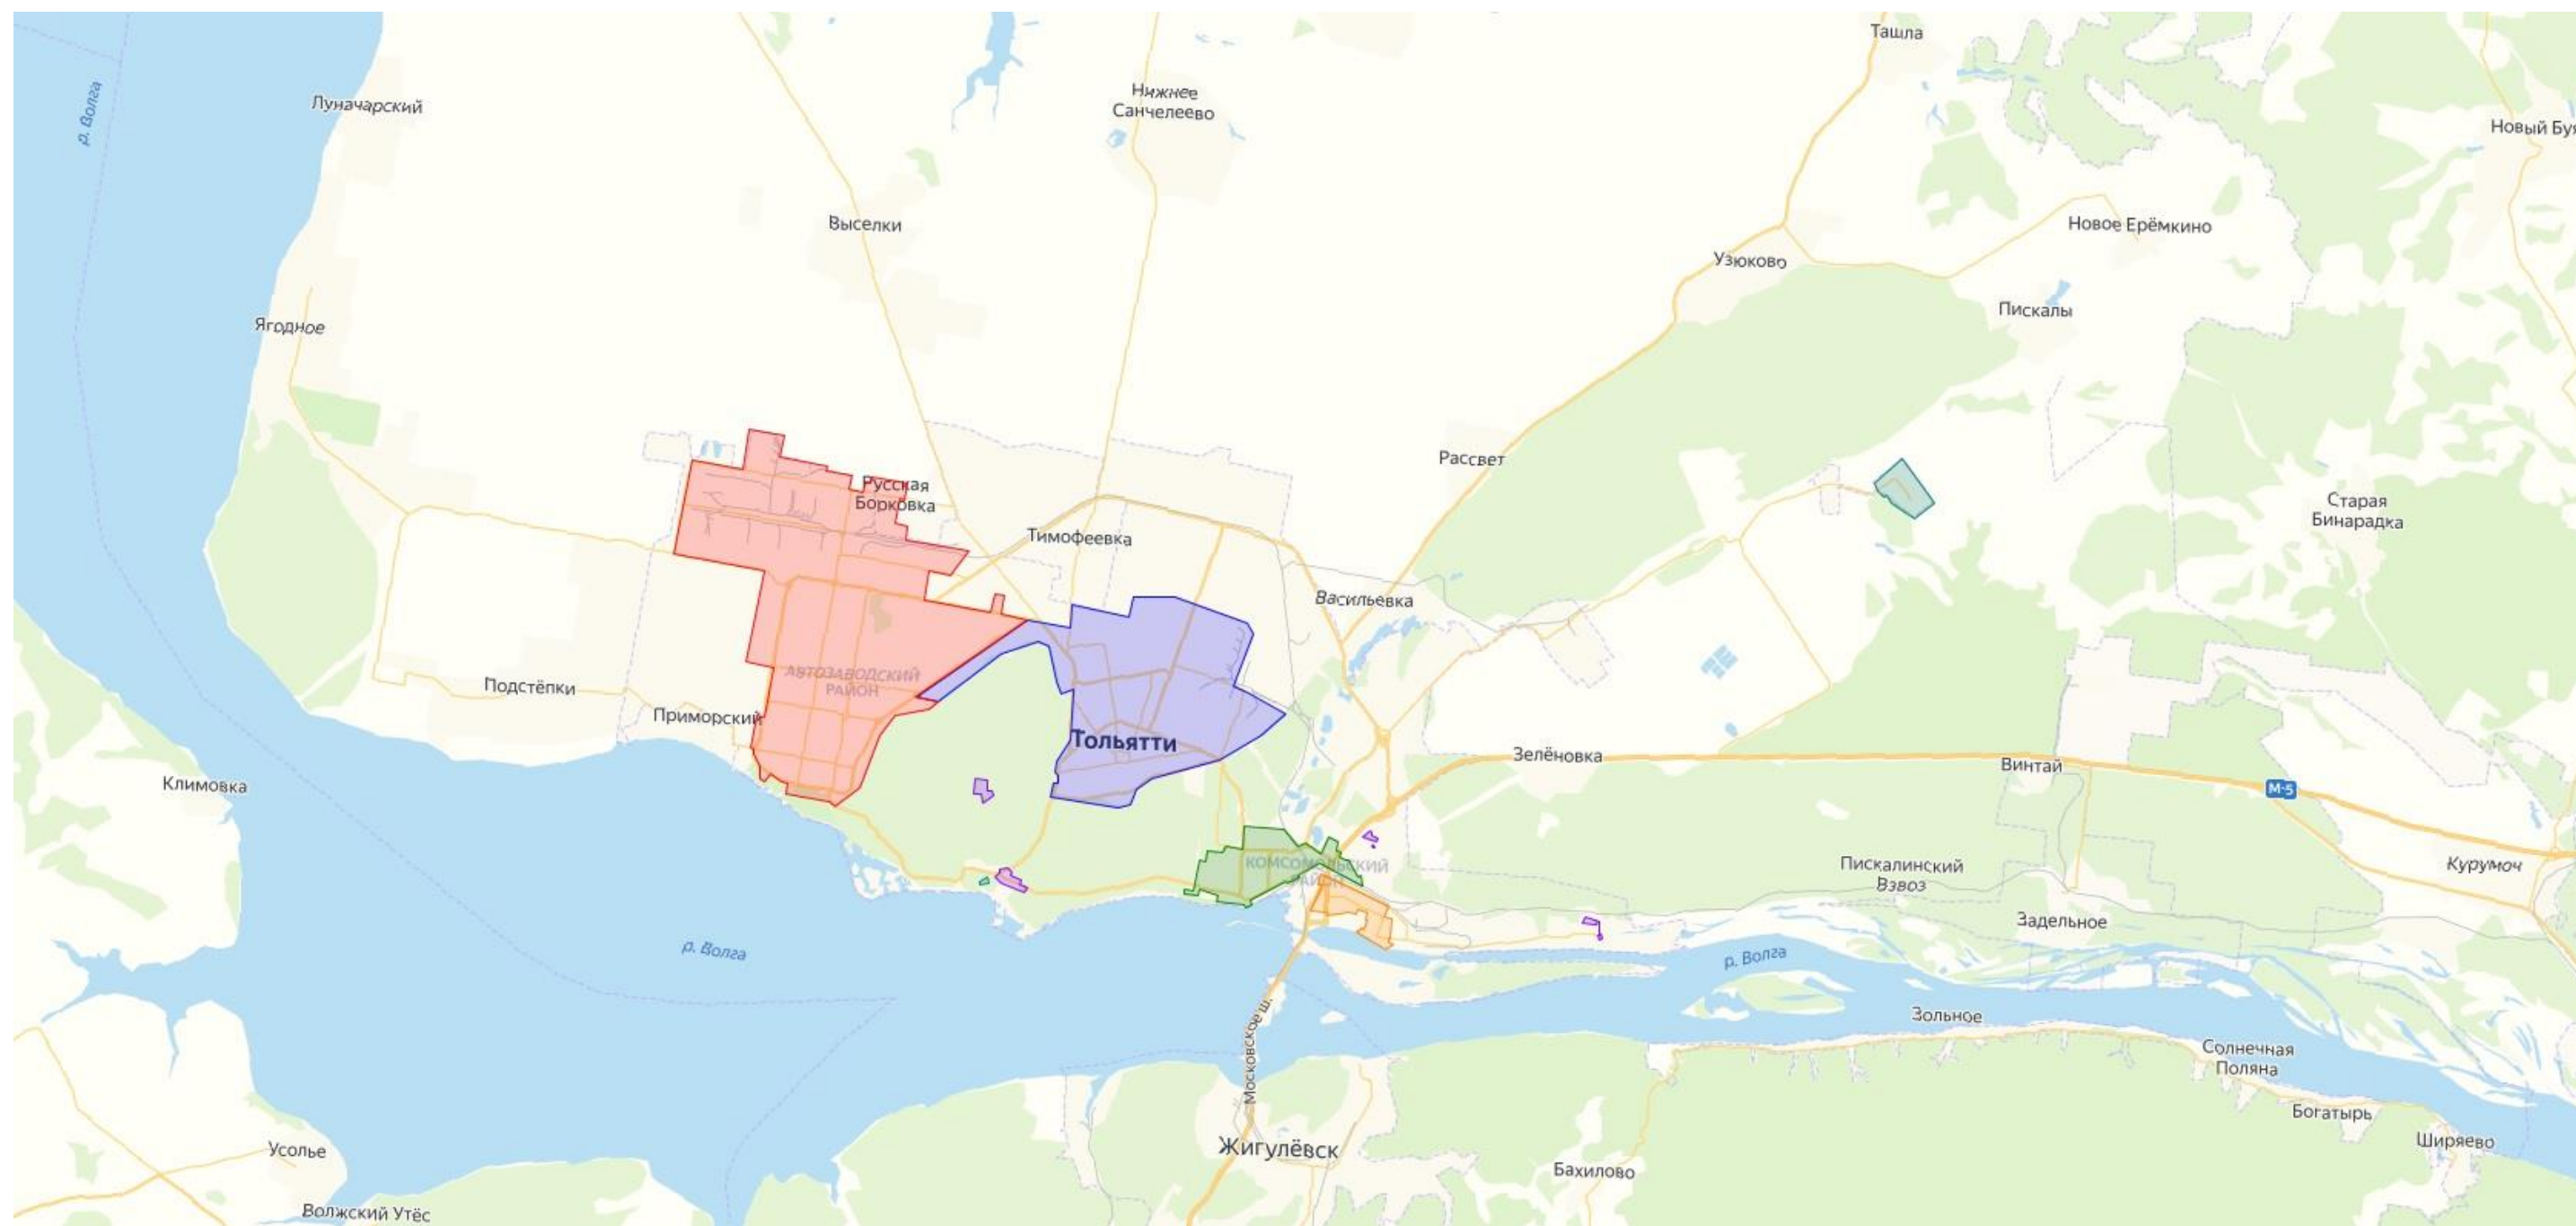 Ташла
р. Волга
Луначарский
Нижнее
Санчелеево
Новый Буя
Выселки
Новое Ерёмкино
Узюково
Пискалы
Ягодное
Рассвет
Русская
Борковка
Старая
Бинарадка
Тимофеевка
Васильевка
АВТОЗАВОДСКИЙ
РАЙОН
Подстёпки
Приморский
Тольятти
Зелёновка
Винтай
М-5
Климовка
КОМСОМОЛЬСКИЙ
РАЙОН
Пискалинский
Взвоз
Курумоч
Задельное
р. Волга
р. Волга
Московское ш.
Зольное
Солнечная
Поляна
Богатырь
Ширяево
Жигулёвск
Усолье
Бахилово
Волжский Утёс